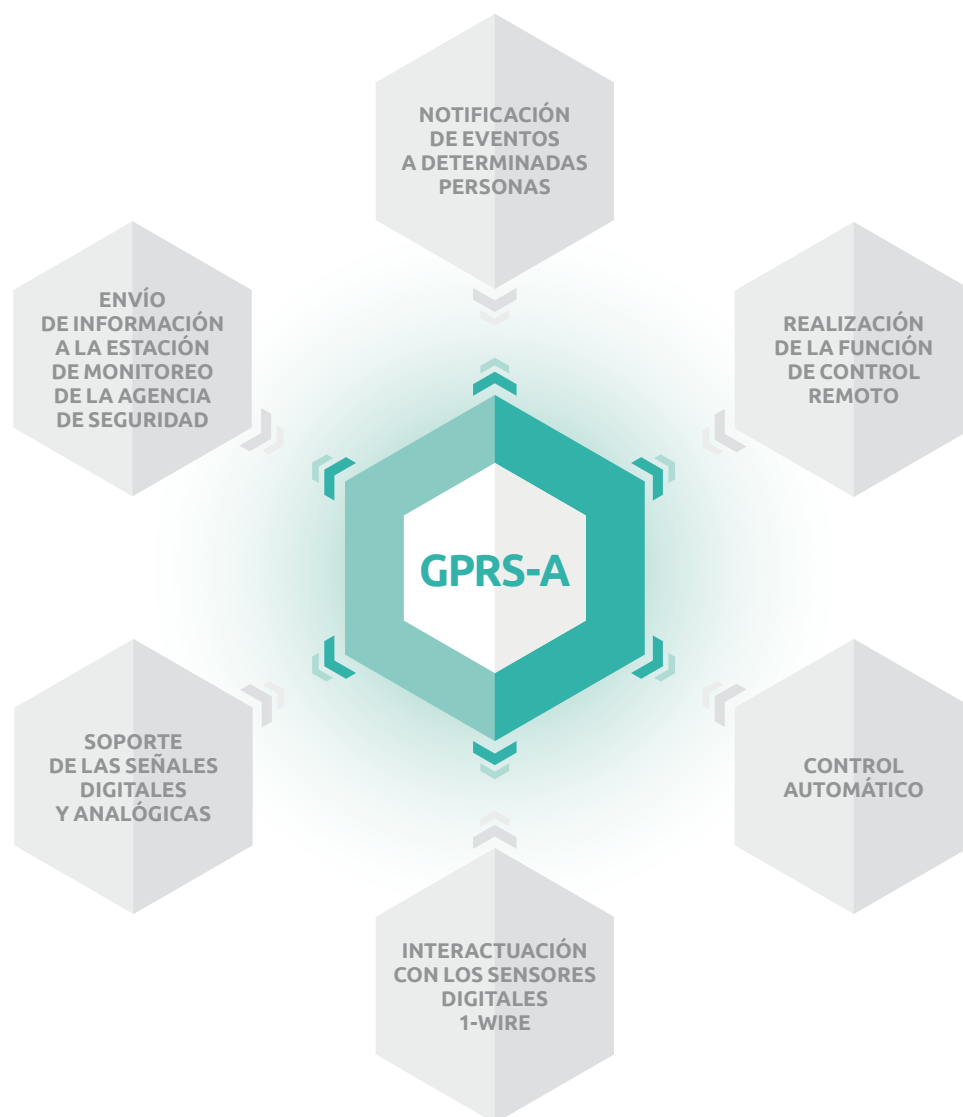 NOTIFICACIÓN
DE EVENTOS
A DETERMINADAS
PERSONAS
ENVÍO
DE INFORMACIÓN
A LA ESTACIÓN
DE MONITOREO
DE LA AGENCIA
DE SEGURIDAD
REALIZACIÓN
DE LA FUNCIÓN
DE CONTROL
REMOTO
GPRS-A
SOPORTE
DE LAS SEÑALES
DIGITALES
Y ANALÓGICAS
CONTROL
AUTOMÁTICO
INTERACTUACIÓN
CON LOS SENSORES
DIGITALES
1-WIRE